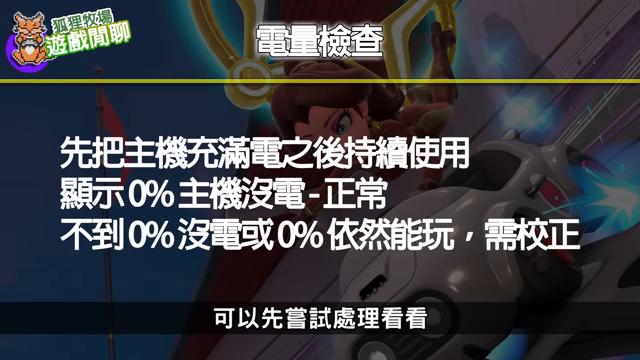 狐狸牧場
遊戲閒聊
電量檢查
先把主機充滿電之後持續使用
顯示0%主機沒電-正常
不到0%沒電或0%依然能玩，需校正
可以先嘗試處理看看